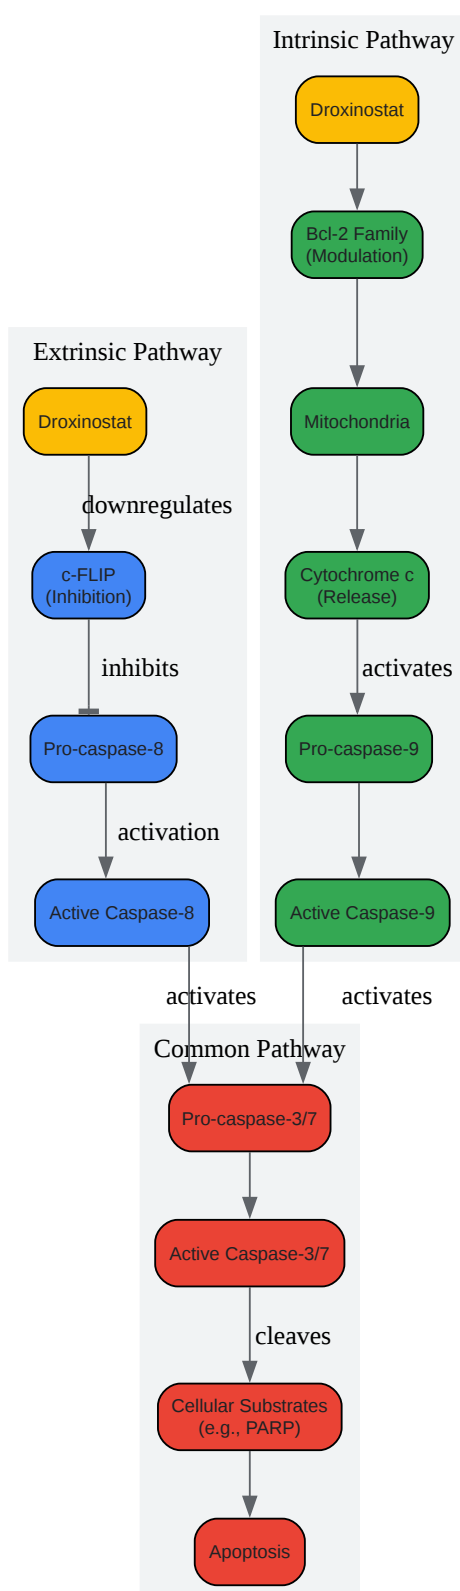 Intrinsic Pathway
Droxinostat
Bcl-2 Family
(Modulation)
Mitochondria
Cytochrome c
(Release)
activates
Pro-caspase-9
Active Caspase-9
activates
Extrinsic Pathway
Droxinostat
downregulates
c-FLIP
(Inhibition)
inhibits
Pro-caspase-8
activation
Active Caspase-8
activates
Common Pathway
Pro-caspase-3/7
Active Caspase-3/7
cleaves
Cellular Substrates
(e.g., PARP)
Apoptosis